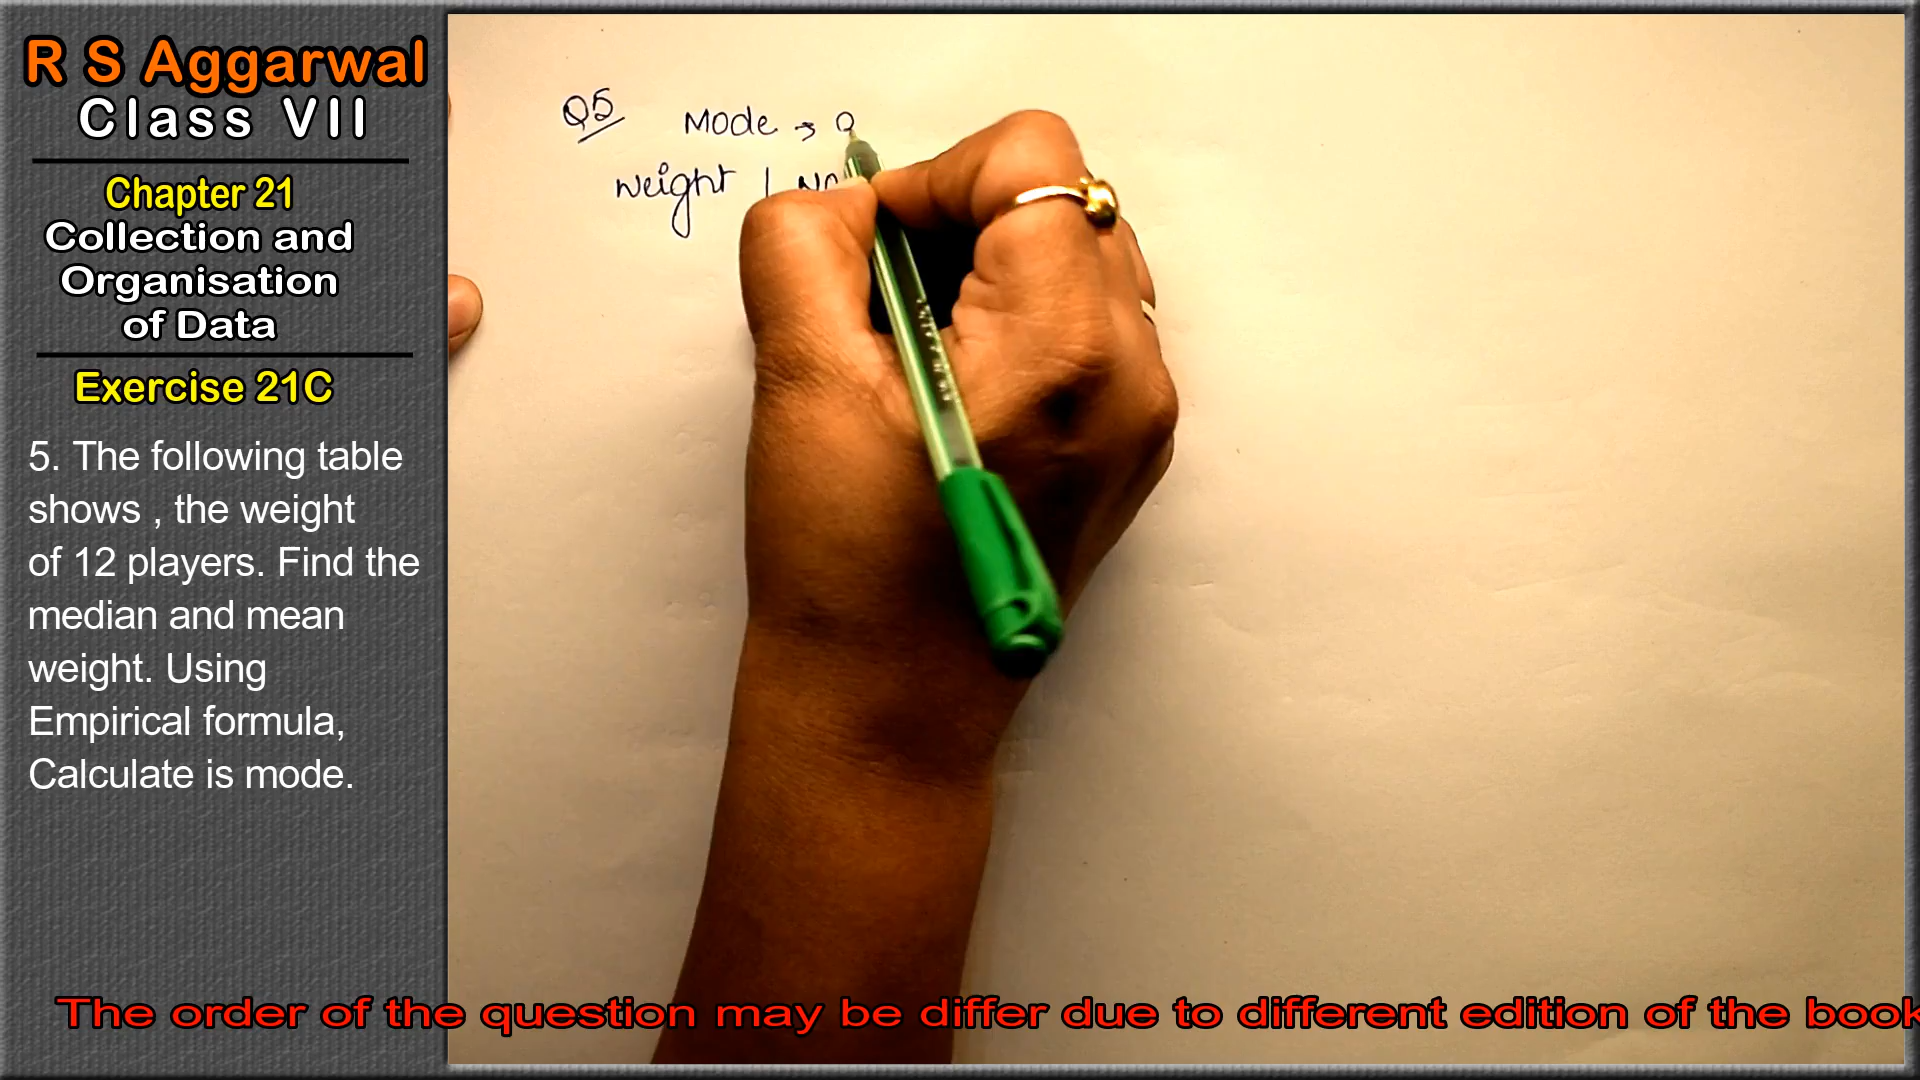 R S Aggarwal
Class VII
Chapter 21
Collection and
Organisation
of Data
Exercise 21C
5. The following table
shows , the weight
of 12 players. Find the
median and mean
weight. Using
Empirical formula,
Calculate is mode.
Q5 Mode →
weight
The order of the question may be differ due to different edition of the book